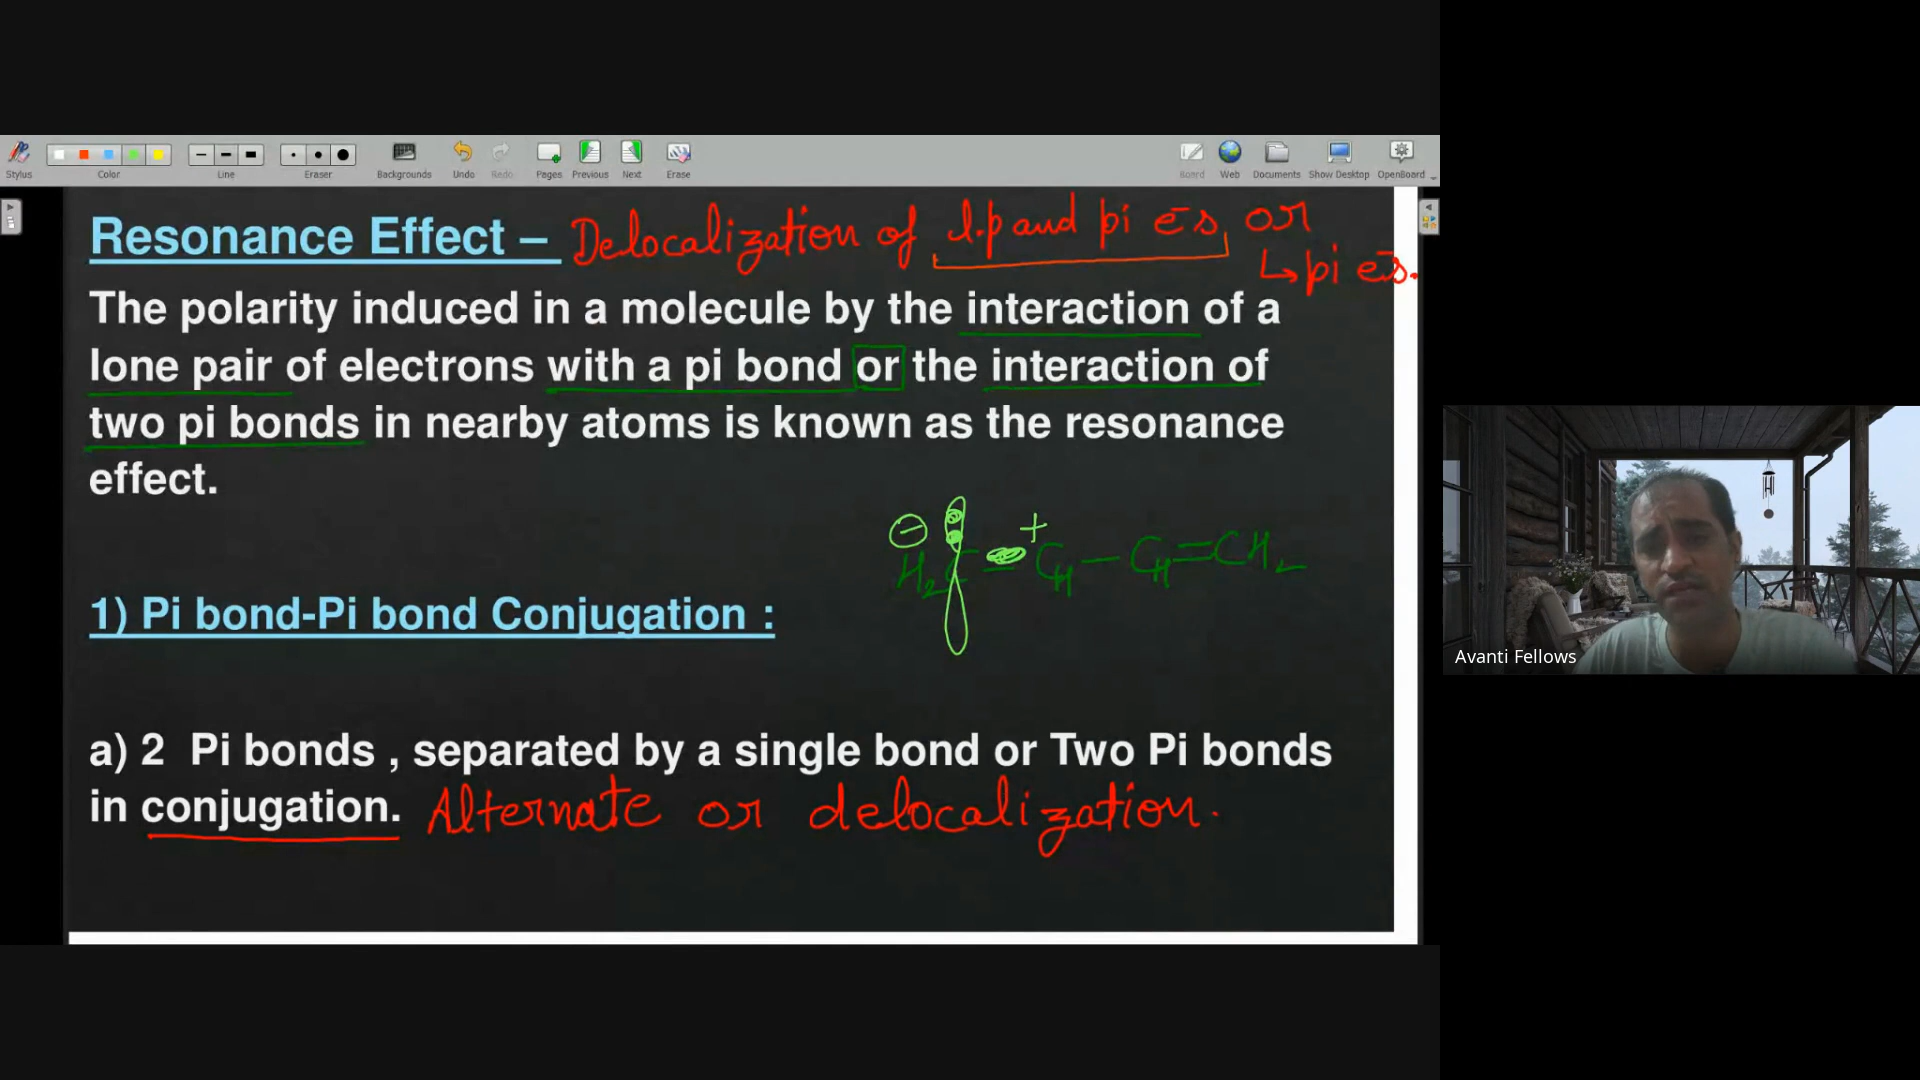 Stylus Color Line Eraser Backgrounds Undo Redo Pages Previous Next Erase Board Web Documents Show Desktop OpenBoard
Resonance Effect – Delocalization of l.p and pi e̅s or
↳ pi e̅s.
The polarity induced in a molecule by the interaction of a
lone pair of electrons with a pi bond or the interaction of
two pi bonds in nearby atoms is known as the resonance
effect.
⊖ +
H₂C = CH – CH = CH₂
1) Pi bond-Pi bond Conjugation :
Avanti Fellows
a) 2 Pi bonds , separated by a single bond or Two Pi bonds
in conjugation. Alternate or delocalization.